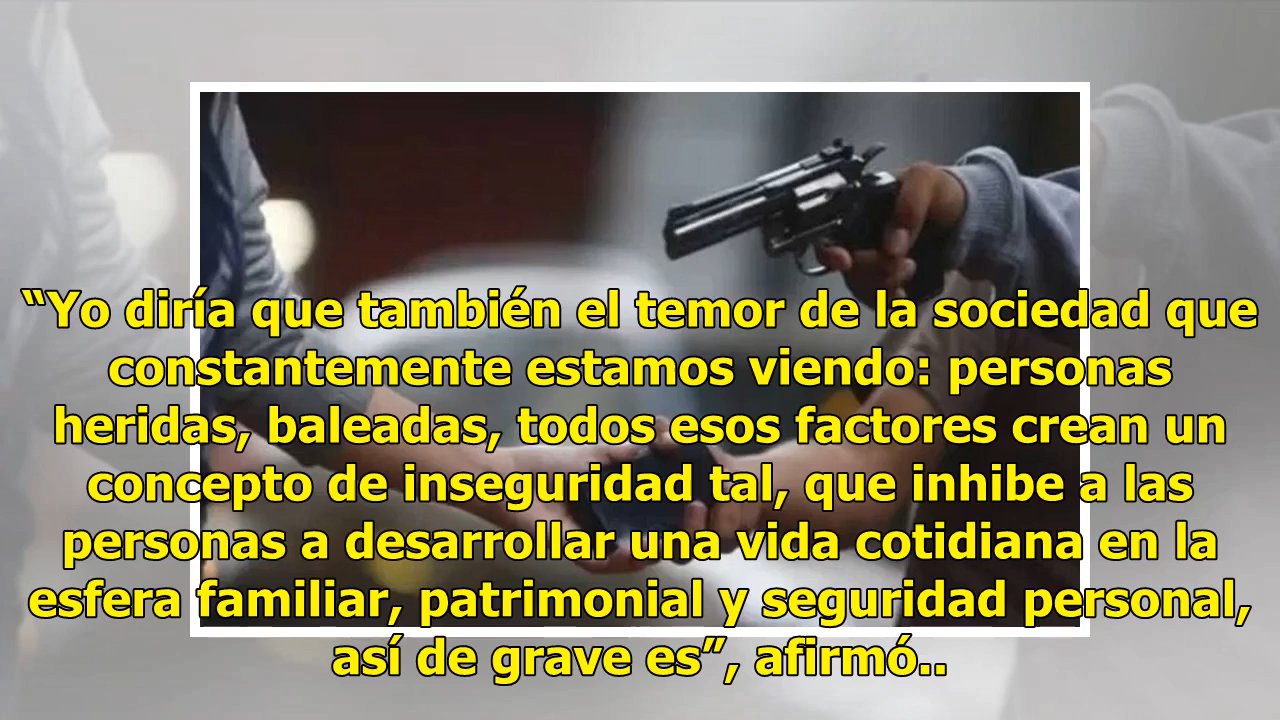 “Yo diría que también el temor de la sociedad que
constantemente estamos viendo: personas
heridas, baleadas, todos esos factores crean un
concepto de inseguridad tal, que inhibe a las
personas a desarrollar una vida cotidiana en la
esfera familiar, patrimonial y seguridad personal,
así de grave es”, afirmó..